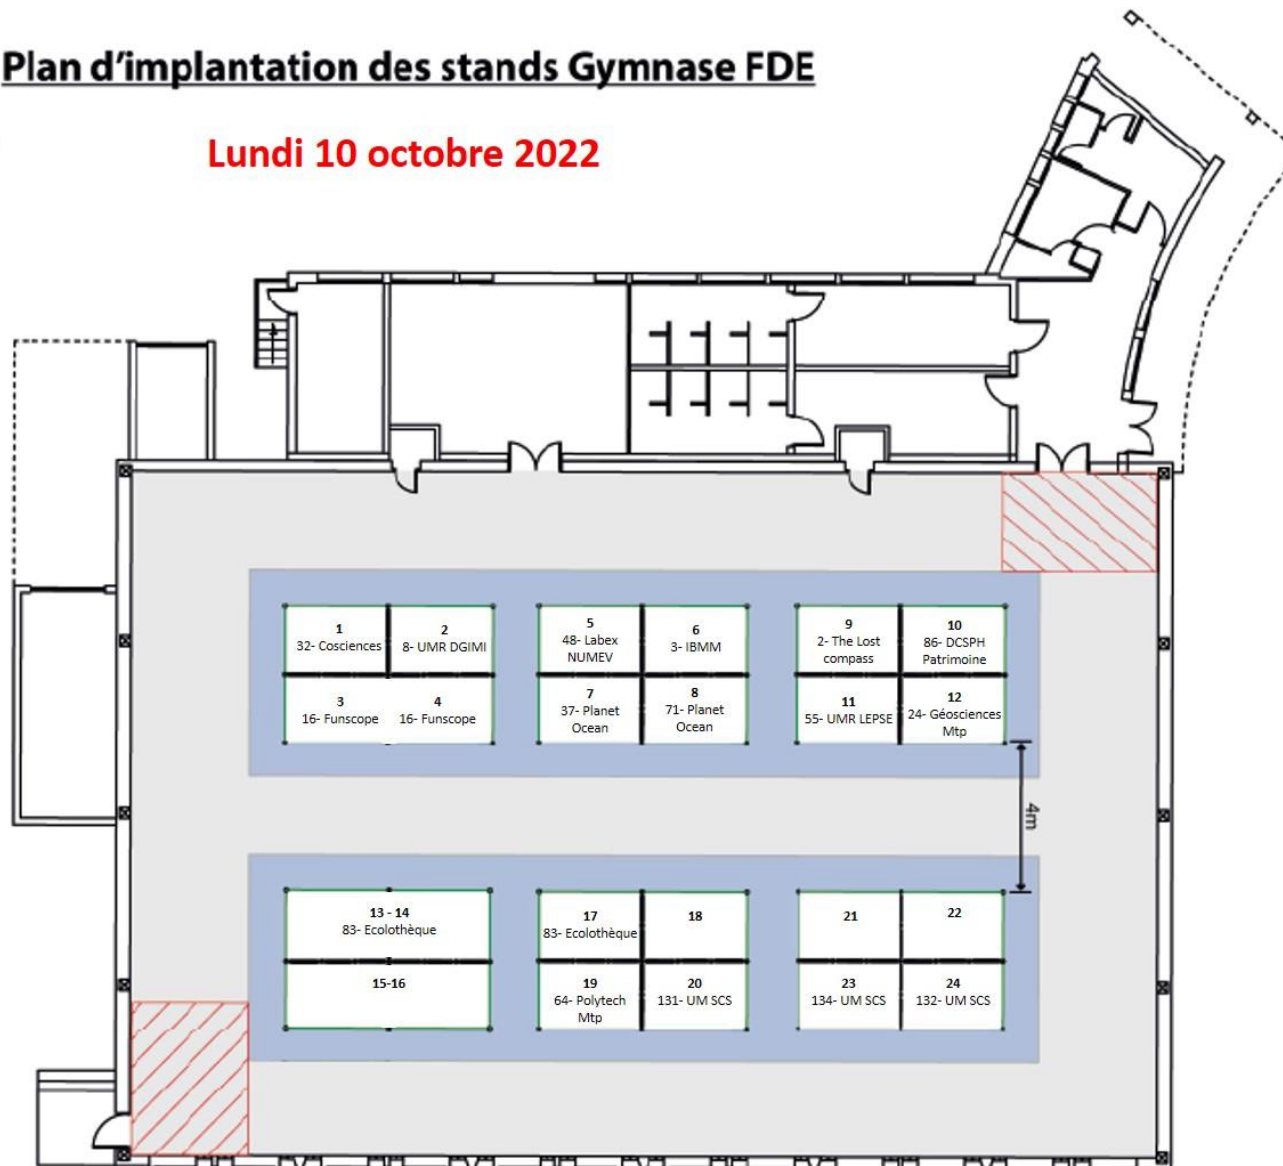 Plan d'implantation des stands Gymnase FDE
Lundi 10 octobre 2022
1
32- Cosciences
2
8- UMR DGIMI
3
16- Funscope
4
16- Funscope
5
48- Labex
NUMEV
6
3- IBMM
7
37- Planet
Ocean
8
71- Planet
Ocean
9
2- The Lost
compass
10
86- DCSPH
Patrimoine
11
55- UMR LEPSE
12
24- Géosciences
Mtp
4m
13 - 14
83- Ecolothèque
15-16
17
83- Ecolothèque
18
19
64- Polytech
Mtp
20
131- UM SCS
21
22
23
134- UM SCS
24
132- UM SCS